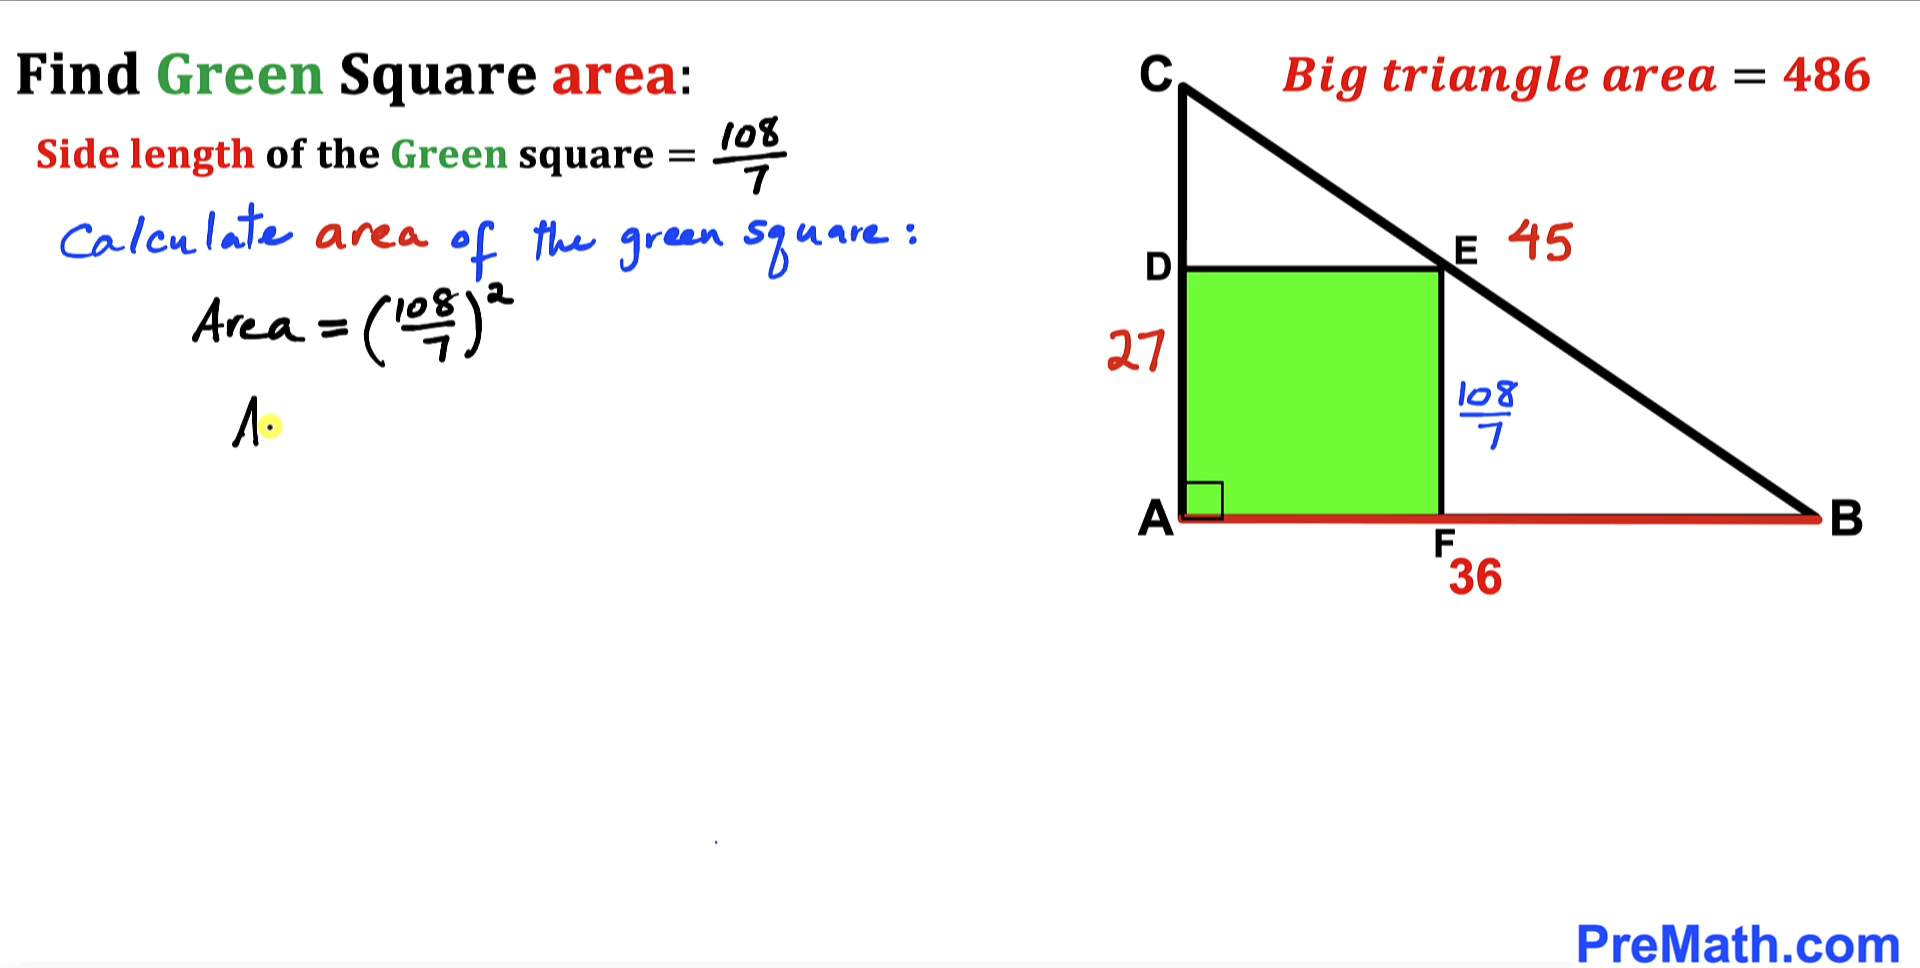 Find Green Square area:
Side length of the Green square = 108/7
Calculate area of the green square:
Area = (108/7)²
A
C
Big triangle area = 486
D
E 45
27
108/7
A
B
F
36
PreMath.com